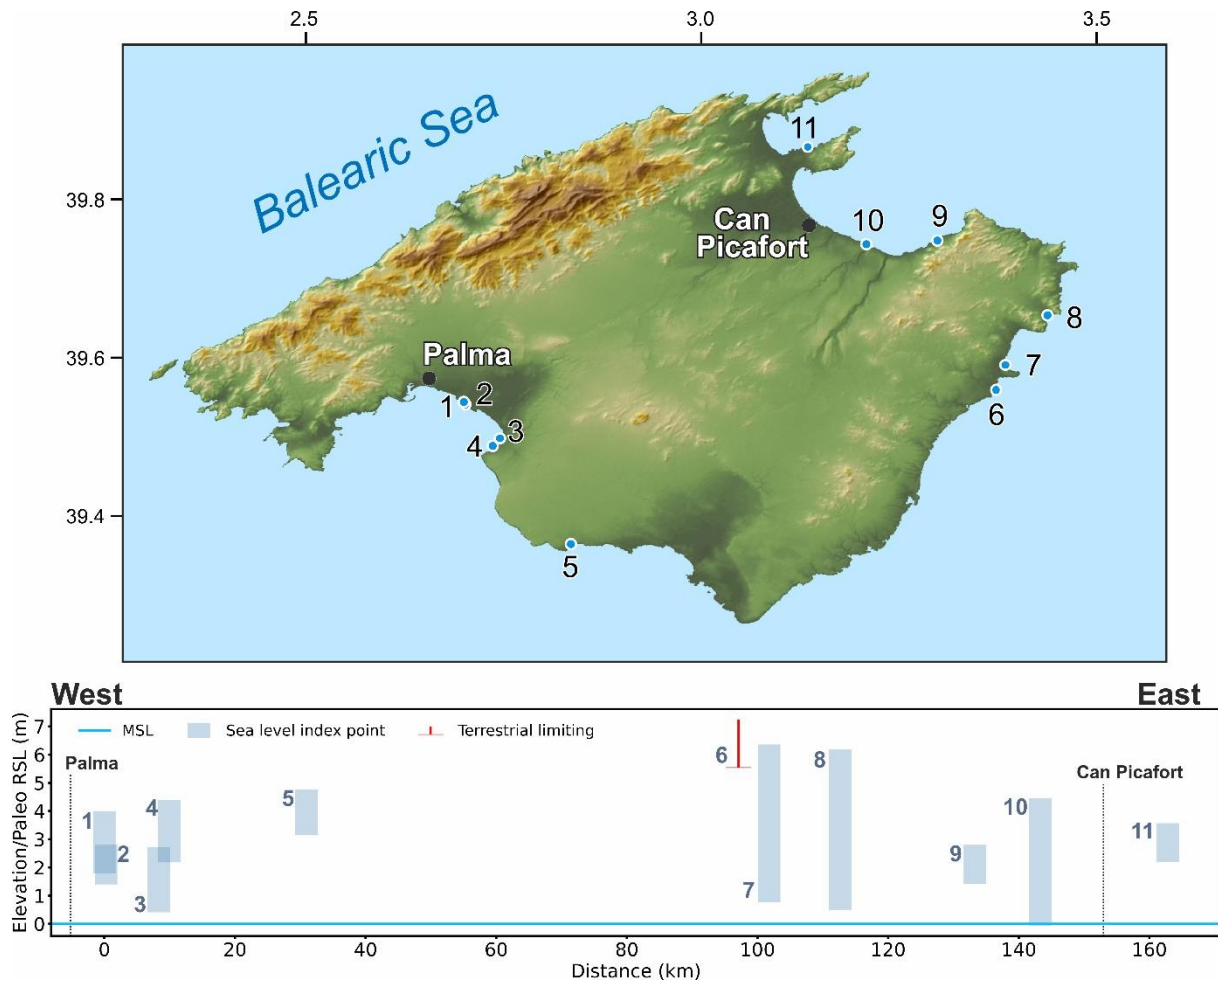 2.5 3.0 3.5
Balearic Sea
11
39.8
Can
Picafort
10 9
8
39.6
Palma
7
1 2
6
3
4
39.4
5
West East
Elevation/Paleo RSL (m)
7
6
5
4
3
2
1
0
MSL Sea level index point Terrestrial limiting
Palma
Can Picafort
1
2
3
4
5
6
7
8
9
10
11
0 20 40 60 80 100 120 140 160
Distance (km)